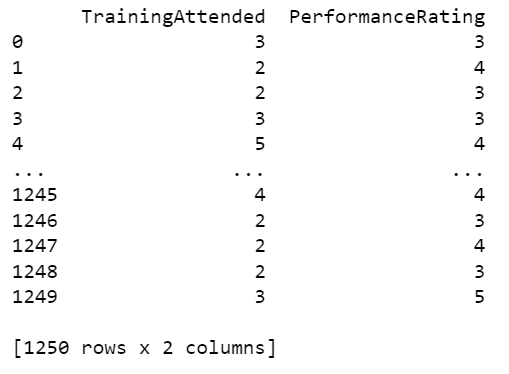 TrainingAttended PerformanceRating
0 3 3
1 2 4
2 2 3
3 3 3
4 5 4
... ... ...
1245 4 4
1246 2 3
1247 2 4
1248 2 3
1249 3 5
[1250 rows x 2 columns]